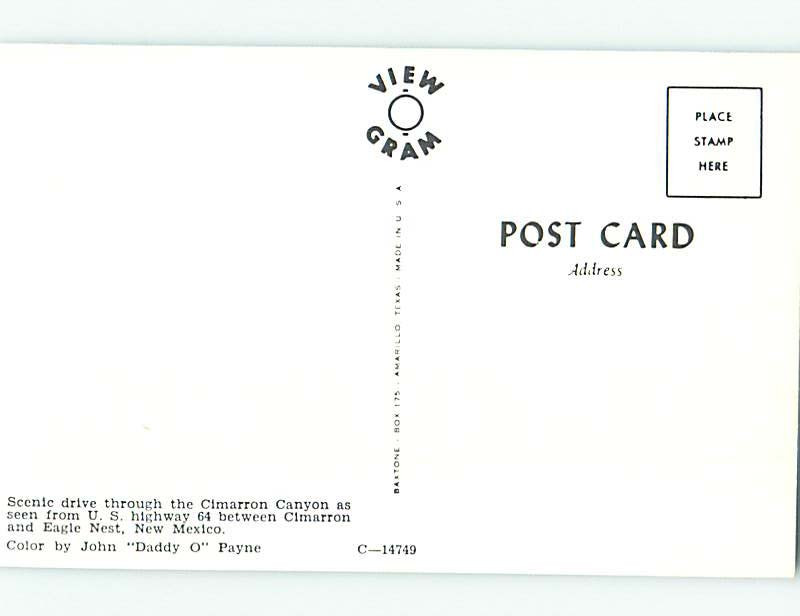 VIEW
GRAM
PLACE
STAMP
HERE
POST CARD
Address
BAXTONE · BOX 175 · AMARILLO, TEXAS · MADE IN U S A
Scenic drive through the Cimarron Canyon as
seen from U. S. highway 64 between Cimarron
and Eagle Nest, New Mexico.
Color by John "Daddy O" Payne
C—14749